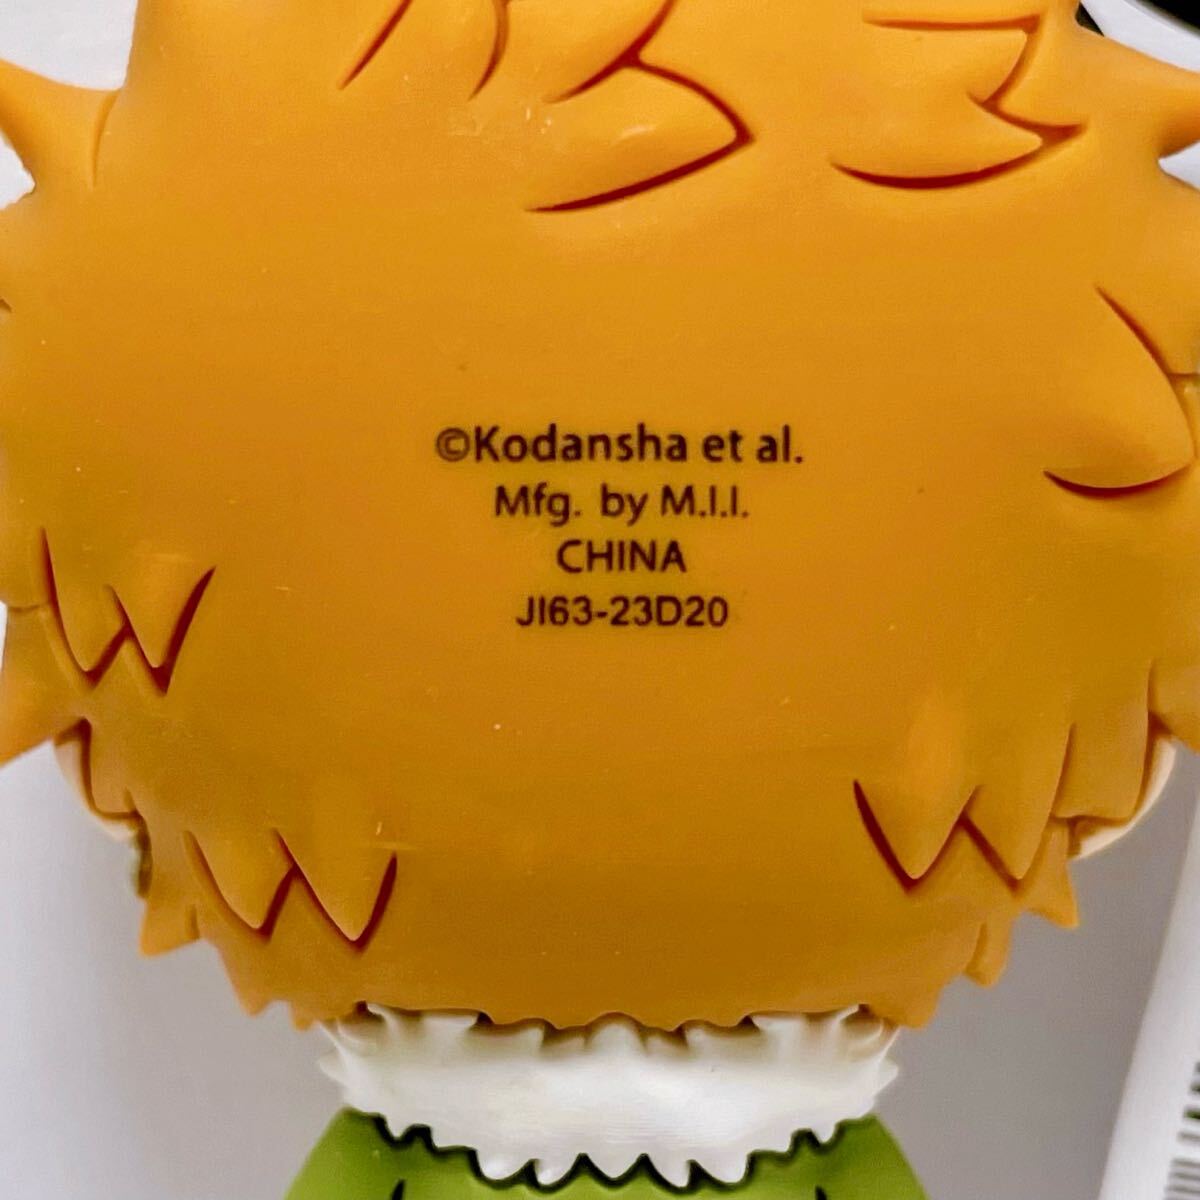 ©Kodansha et al.
Mfg. by M.I.I.
CHINA
JI63-23D20